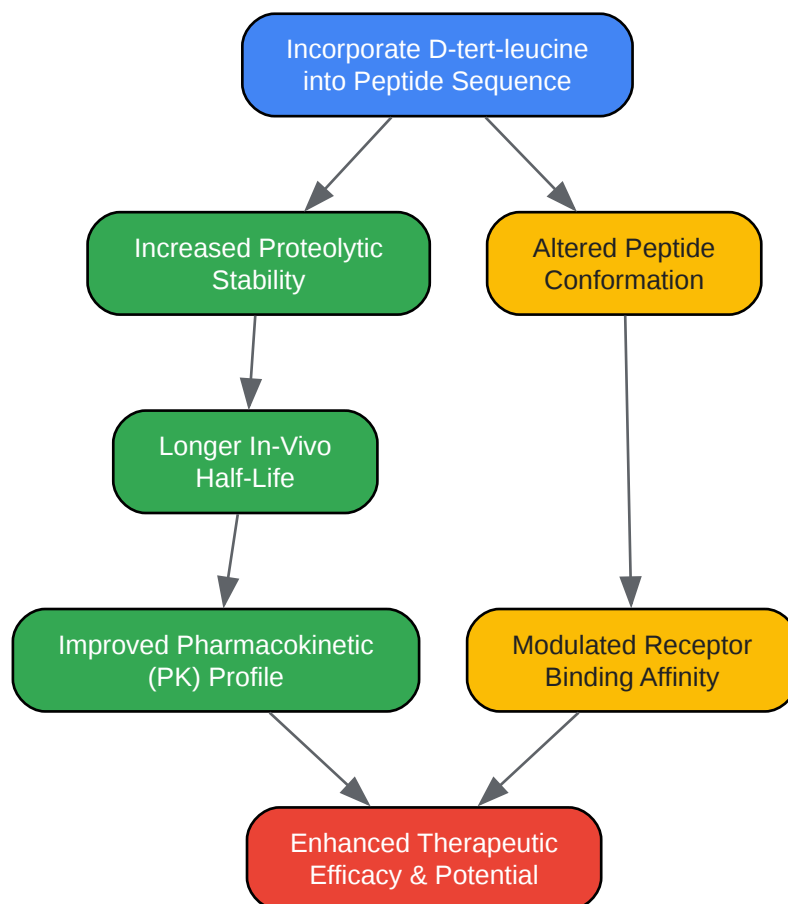 Incorporate D-tert-leucine
into Peptide Sequence
Increased Proteolytic
Stability
Altered Peptide
Conformation
Longer In-Vivo
Half-Life
Improved Pharmacokinetic
(PK) Profile
Modulated Receptor
Binding Affinity
Enhanced Therapeutic
Efficacy & Potential